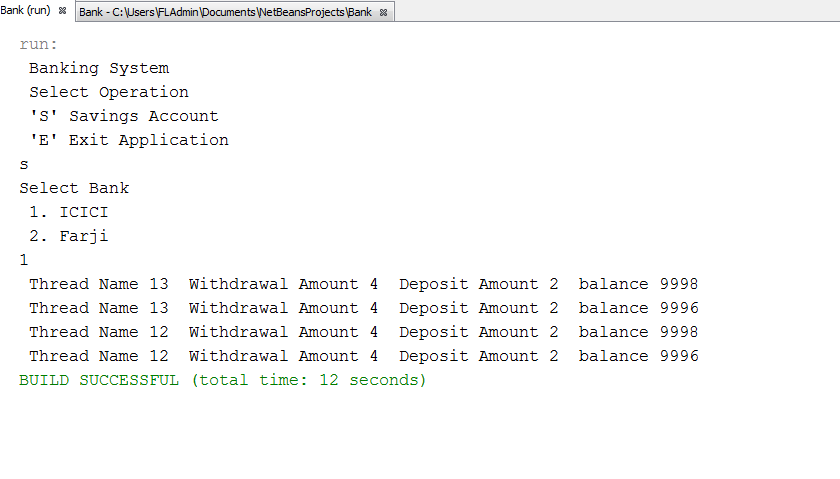 Bank (run)
Bank - C:\Users\FLAdmin\Documents\NetBeansProjects\Bank
run:
Banking System
Select Operation
'S' Savings Account
'E' Exit Application
s
Select Bank
1. ICICI
2. Farji
1
Thread Name 13  Withdrawal Amount 4  Deposit Amount 2  balance 9998
Thread Name 13  Withdrawal Amount 4  Deposit Amount 2  balance 9996
Thread Name 12  Withdrawal Amount 4  Deposit Amount 2  balance 9998
Thread Name 12  Withdrawal Amount 4  Deposit Amount 2  balance 9996
BUILD SUCCESSFUL (total time: 12 seconds)